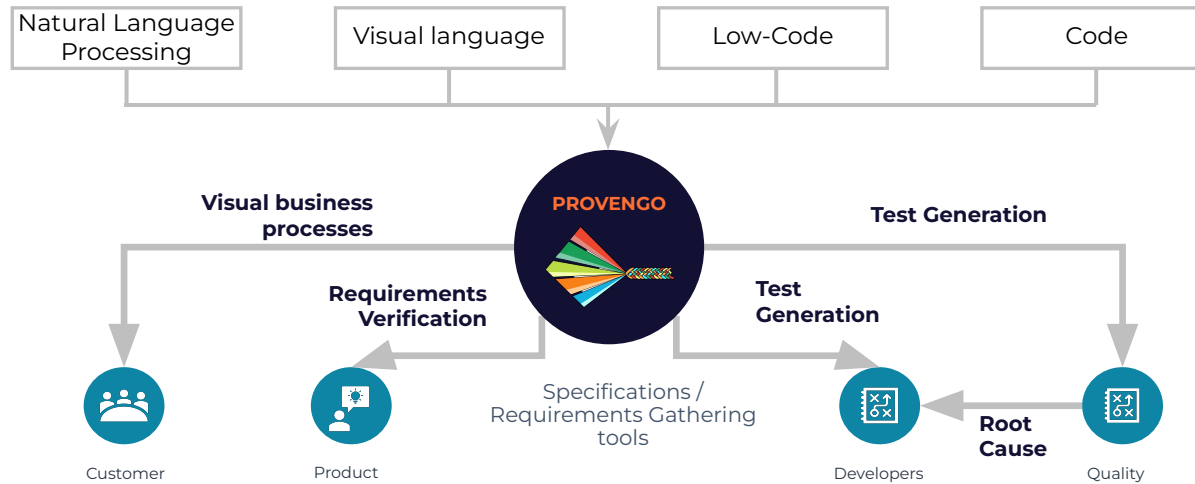 Natural Language
Processing
Visual language
Low-Code
Code
PROVENGO
Visual business
processes
Test Generation
Requirements
Verification
Test
Generation
Specifications /
Requirements Gathering
tools
Root
Cause
Customer
Product
Developers
Quality